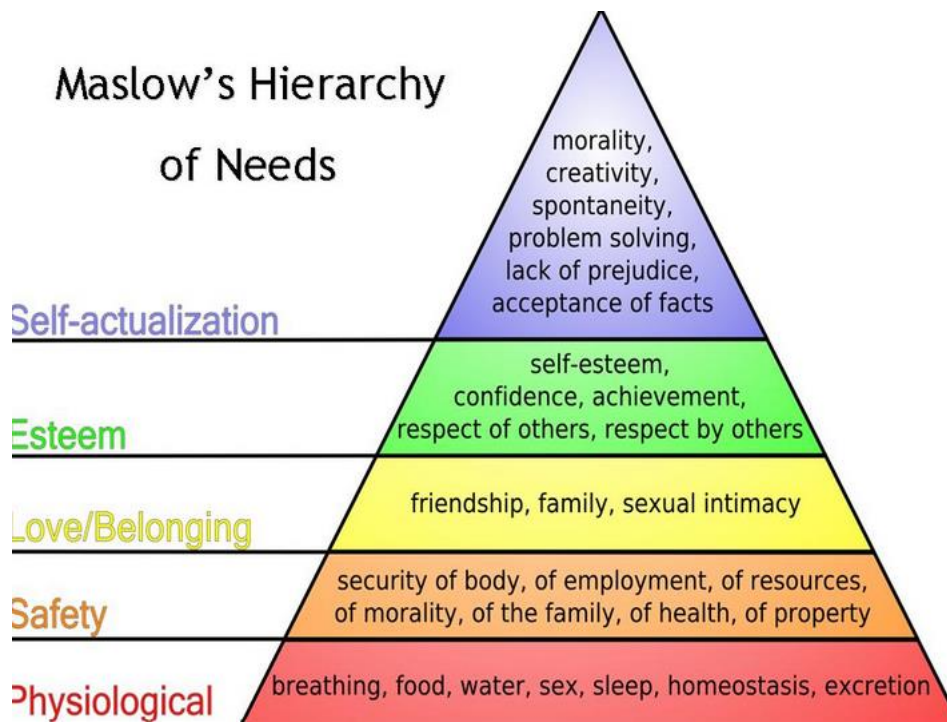 Maslow's Hierarchy
of Needs
morality,
creativity,
spontaneity,
problem solving,
lack of prejudice,
acceptance of facts
Self-actualization
self-esteem,
confidence, achievement,
respect of others, respect by others
Esteem
friendship, family, sexual intimacy
Love/Belonging
security of body, of employment, of resources,
of morality, of the family, of health, of property
Safety
breathing, food, water, sex, sleep, homeostasis, excretion
Physiological